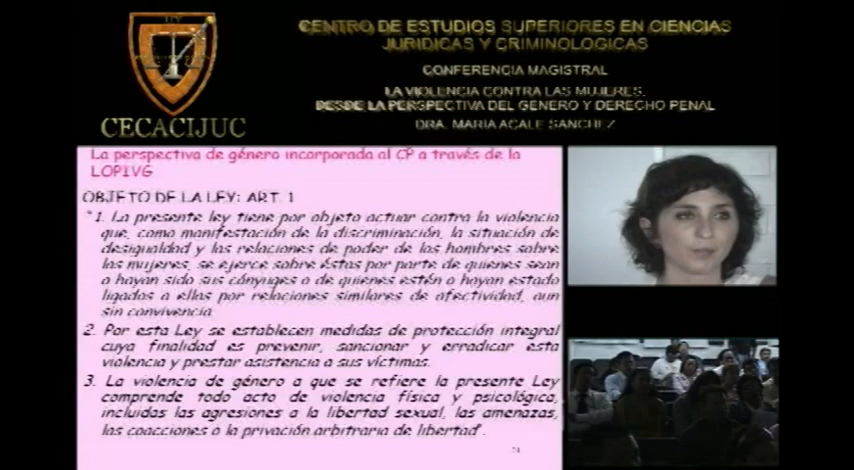 CENTRO DE ESTUDIOS SUPERIORES EN CIENCIAS
JURIDICAS Y CRIMINOLOGICAS
CONFERENCIA MAGISTRAL
LA VIOLENCIA CONTRA LAS MUJERES.
DESDE LA PERSPECTIVA DEL GENERO Y DERECHO PENAL
DRA. MARIA ACALE SANCHEZ
CECACIJUC
La perspectiva de género incorporada al CP a través de la
LOPIVG
OBJETO DE LA LEY: ART. 1
"1. La presente ley tiene por objeto actuar contra la violencia
que, como manifestación de la discriminación, la situación de
desigualdad y las relaciones de poder de los hombres sobre
las mujeres, se ejerce sobre éstas por parte de quienes sean
o hayan sido sus cónyuges o de quienes estén o hayan estado
ligados a ellas por relaciones similares de afectividad, aun
sin convivencia
2. Por esta Ley se establecen medidas de protección integral
cuya finalidad es prevenir, sancionar y erradicar esta
violencia y prestar asistencia a sus víctimas.
3. La violencia de género a que se refiere la presente Ley
comprende todo acto de violencia física y psicológica,
incluidas las agresiones a la libertad sexual, las amenazas,
las coacciones o la privación arbitraria de libertad".